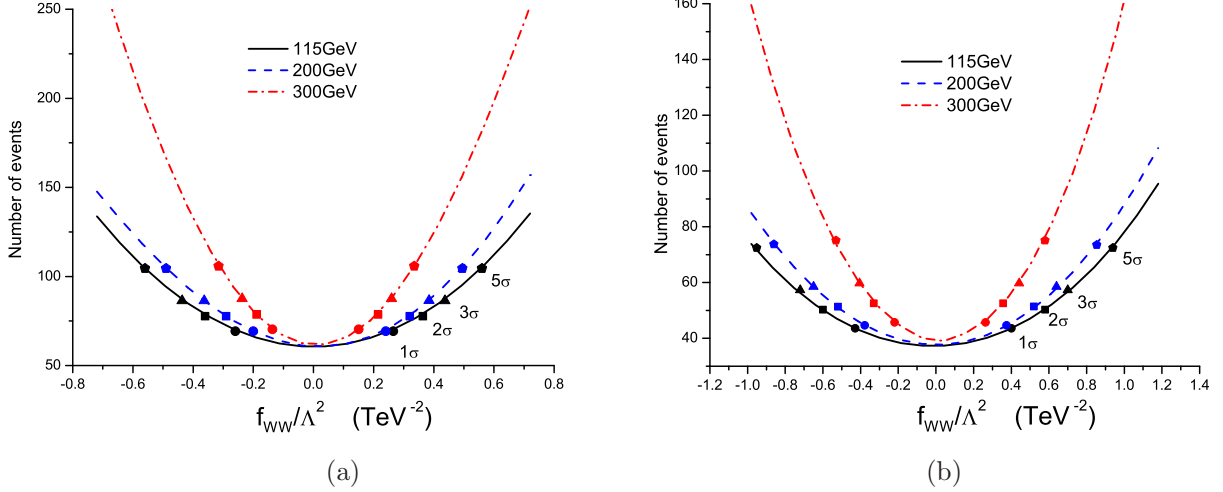 250
200
150
100
50
Number of events
115GeV
200GeV
300GeV
5σ
3σ
2σ
1σ
-0.8 -0.6 -0.4 -0.2 0.0 0.2 0.4 0.6 0.8
f_WW/Λ² (TeV⁻²)
(a)
160
140
120
100
80
60
40
Number of events
115GeV
200GeV
300GeV
5σ
3σ
2σ
1σ
-1.2 -1.0 -0.8 -0.6 -0.4 -0.2 0.0 0.2 0.4 0.6 0.8 1.0 1.2 1.4
f_WW/Λ² (TeV⁻²)
(b)